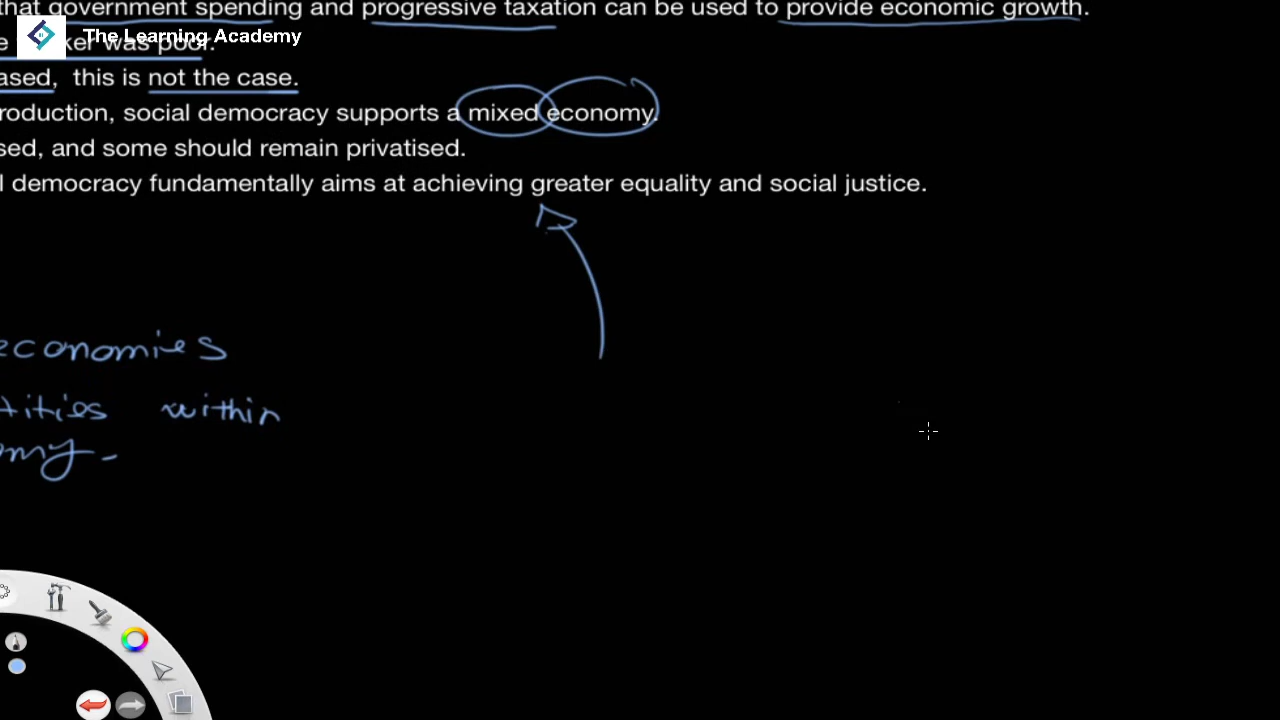 that government spending and progressive taxation can be used to provide economic growth.
The Learning Academy
was poor.
ased, this is not the case.
roduction, social democracy supports a mixed economy.
sed, and some should remain privatised.
l democracy fundamentally aims at achieving greater equality and social justice.
economies
tities within
omy.